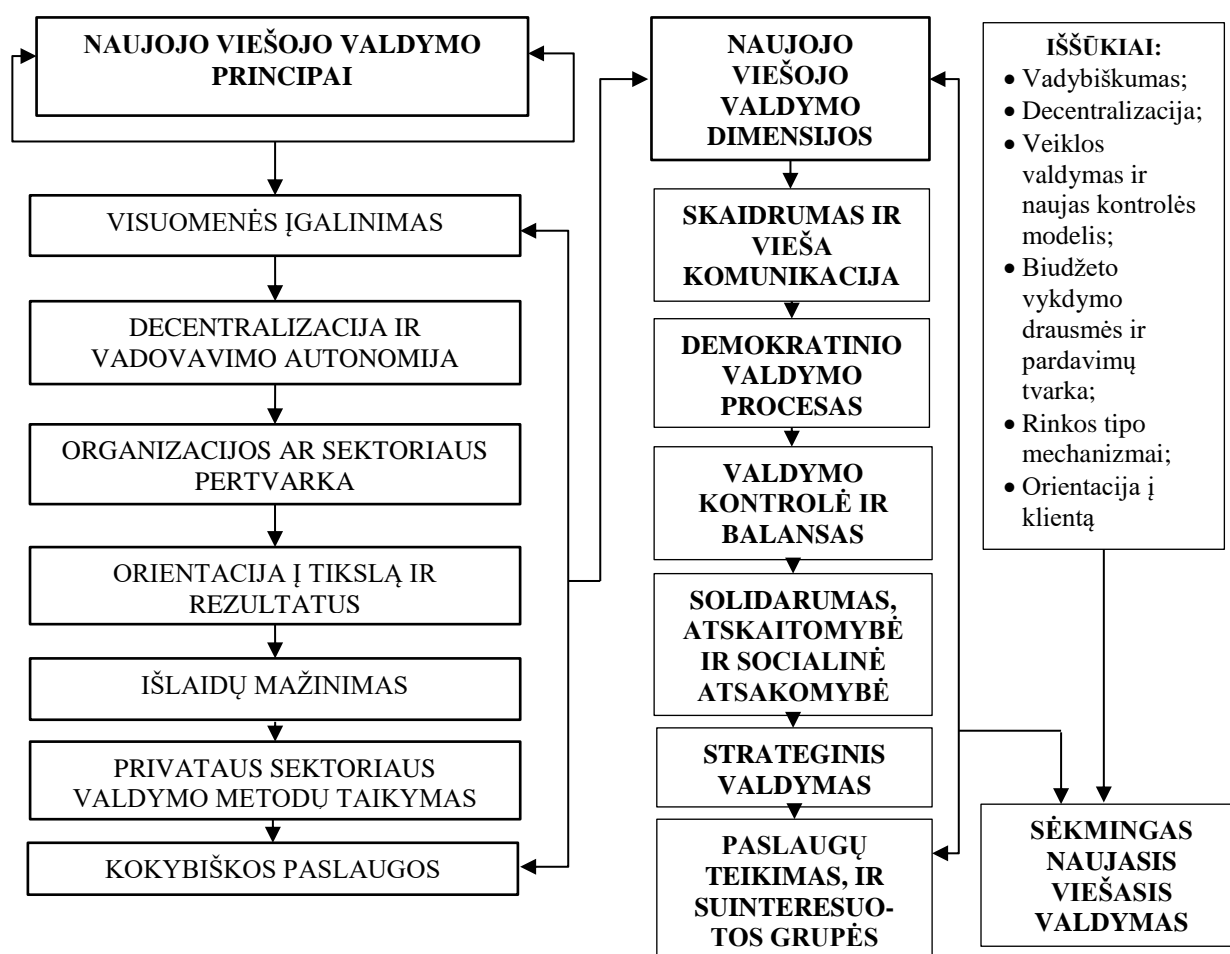 NAUJOJO VIEŠOJO VALDYMO
PRINCIPAI
VISUOMENĖS ĮGALINIMAS
DECENTRALIZACIJA IR
VADOVAVIMO AUTONOMIJA
ORGANIZACIJOS AR SEKTORIAUS
PERTVARKA
ORIENTACIJA Į TIKSLĄ IR
REZULTATUS
IŠLAIDŲ MAŽINIMAS
PRIVATAUS SEKTORIAUS
VALDYMO METODŲ TAIKYMAS
KOKYBIŠKOS PASLAUGOS
NAUJOJO
VIEŠOJO
VALDYMO
DIMENSIJOS
SKAIDRUMAS IR
VIEŠA
KOMUNIKACIJA
DEMOKRATINIO
VALDYMO
PROCESAS
VALDYMO
KONTROLĖ IR
BALANSAS
SOLIDARUMAS,
ATSKAITOMYBĖ
IR SOCIALINĖ
ATSAKOMYBĖ
STRATEGINIS
VALDYMAS
PASLAUGŲ
TEIKIMAS, IR
SUINTERESUO-
TOS GRUPĖS
IŠŠŪKIAI:
• Vadybiškumas;
• Decentralizacija;
• Veiklos
valdymas ir
naujas kontrolės
modelis;
• Biudžeto
vykdymo
drausmės ir
pardavimų
tvarka;
• Rinkos tipo
mechanizmai;
• Orientacija į
klientą
SĖKMINGAS
NAUJASIS
VIEŠASIS
VALDYMAS